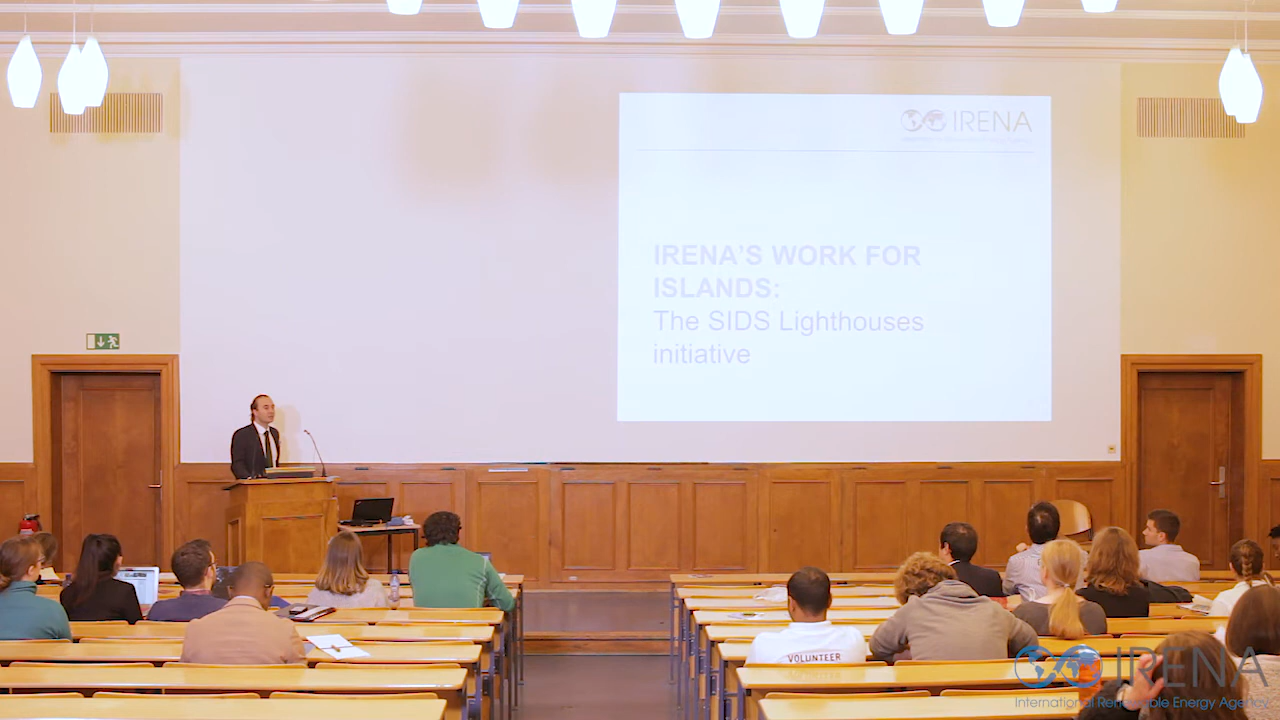 IRENA
IRENA'S WORK FOR
ISLANDS:
The SIDS Lighthouses
initiative
VOLUNTEER
IRENA
International Renewable Energy Agency